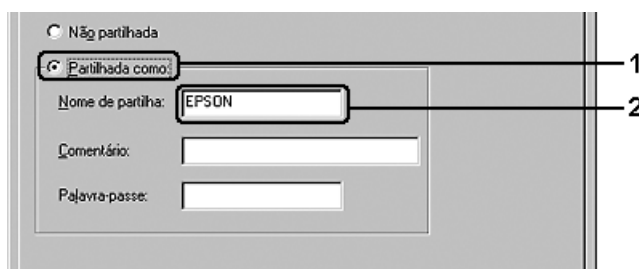 Não partilhada
Partilhada como: 1
Nome de partilha: EPSON 2
Comentário:
Palavra-passe: